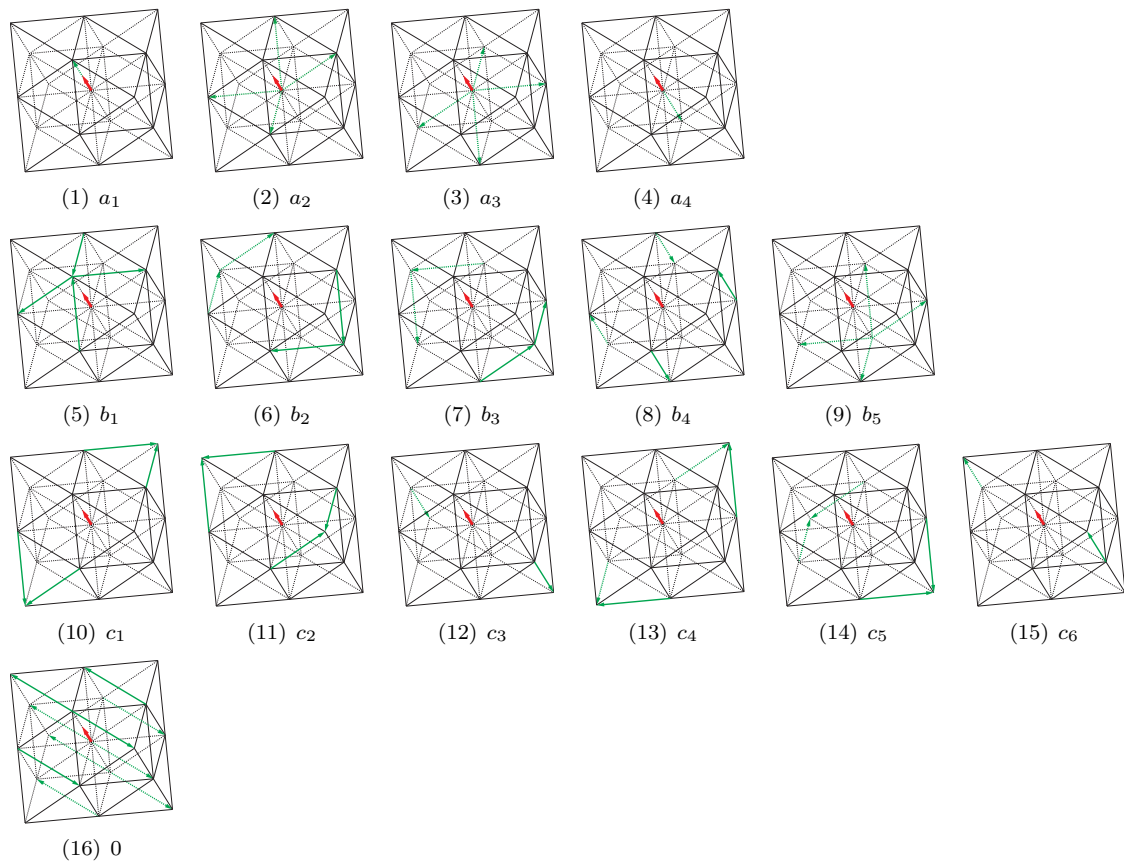 (1) a₁ (2) a₂ (3) a₃ (4) a₄
(5) b₁ (6) b₂ (7) b₃ (8) b₄ (9) b₅
(10) c₁ (11) c₂ (12) c₃ (13) c₄ (14) c₅ (15) c₆
(16) 0